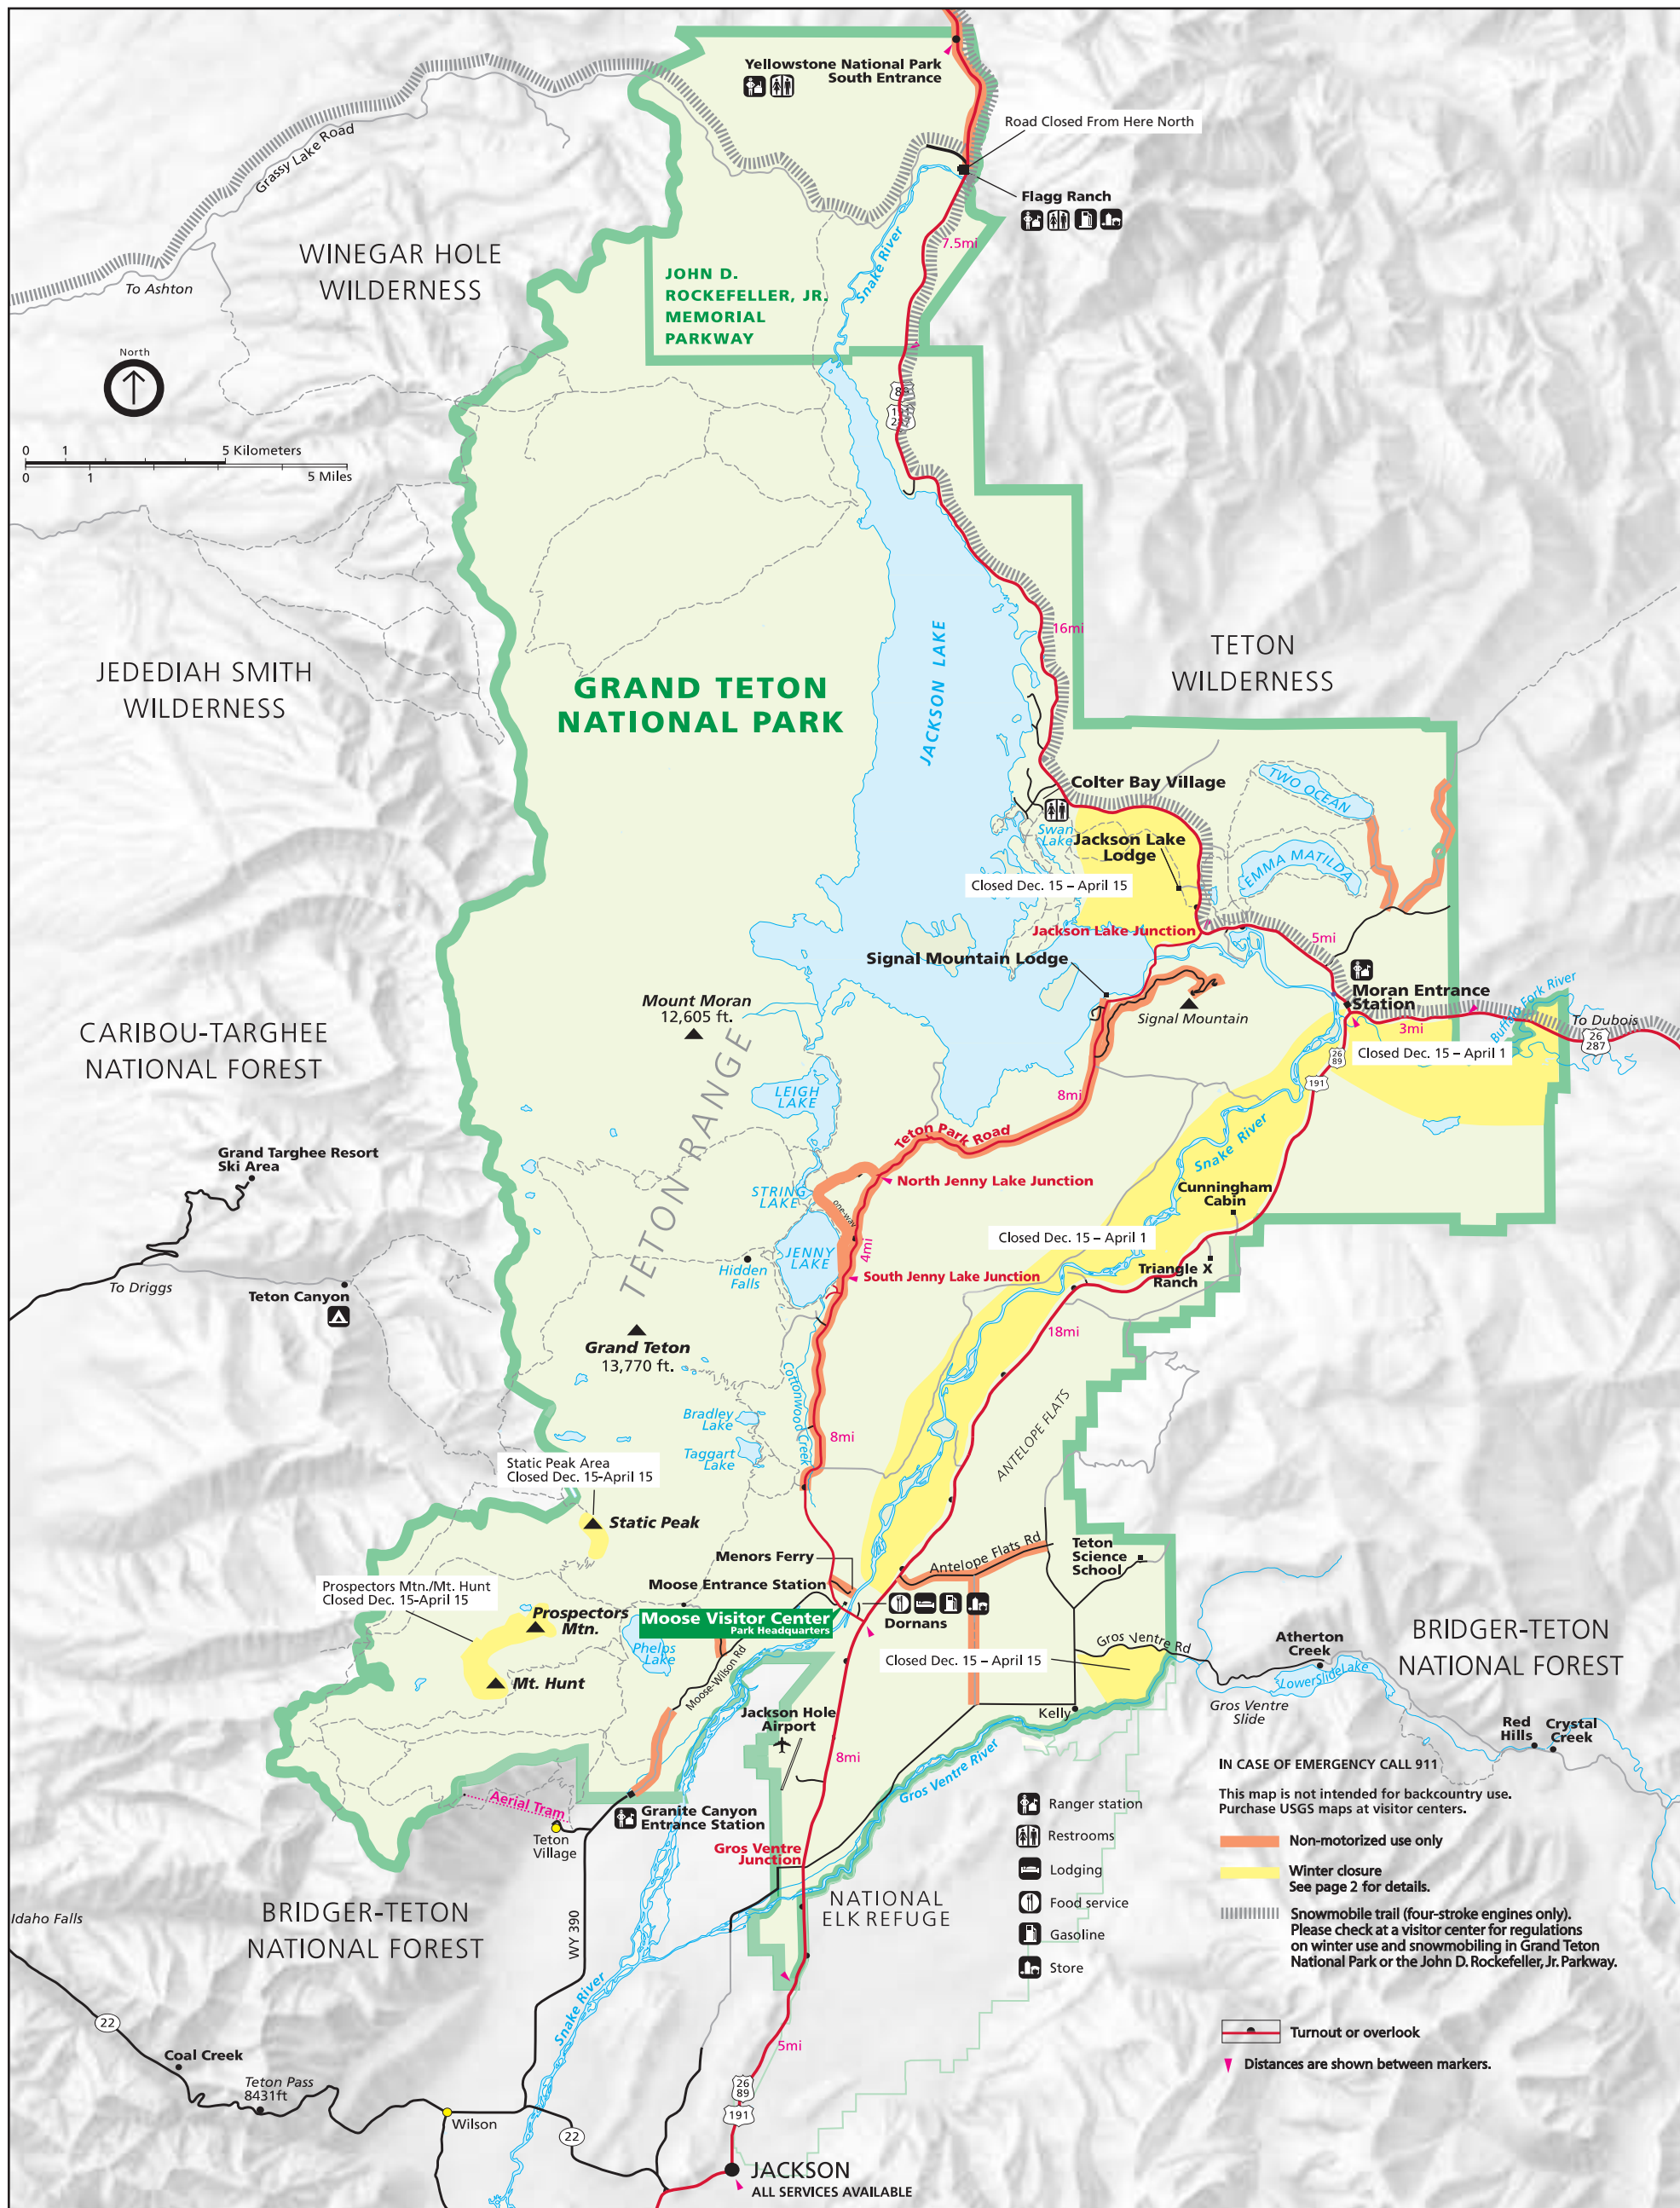 Yellowstone National Park
South Entrance
Road Closed From Here North
Grassy Lake Road
Flagg Ranch
Snake River
7.5mi
WINEGAR HOLE
WILDERNESS
To Ashton
JOHN D.
ROCKEFELLER, JR.
MEMORIAL
PARKWAY
North
0 1 5 Kilometers
0 1 5 Miles
16mi
JACKSON LAKE
TETON
WILDERNESS
JEDEDIAH SMITH
WILDERNESS
GRAND TETON
NATIONAL PARK
Colter Bay Village
TWO OCEAN
Swan
Lake
Jackson Lake
Lodge
EMMA MATILDA
Closed Dec. 15 – April 15
Jackson Lake Junction
5mi
Signal Mountain Lodge
Moran Entrance
Station
Buffalo Fork River
To Dubois
26
287
3mi
Signal Mountain
Mount Moran
12,605 ft.
CARIBOU-TARGHEE
NATIONAL FOREST
26
89
Closed Dec. 15 – April 1
191
LEIGH
LAKE
8mi
Teton Park Road
Snake River
Grand Targhee Resort
Ski Area
TETON RANGE
STRING
LAKE
North Jenny Lake Junction
Cunningham
Cabin
one-way
Closed Dec. 15 – April 1
4mi
JENNY
LAKE
Hidden
Falls
South Jenny Lake Junction
Triangle X
Ranch
To Driggs
Teton Canyon
18mi
Grand Teton
13,770 ft.
Cottonwood Creek
ANTELOPE FLATS
Bradley
Lake
Taggart
Lake
8mi
Static Peak Area
Closed Dec. 15-April 15
Static Peak
Menors Ferry
Antelope Flats Rd
Teton
Science
School
Moose Entrance Station
Prospectors Mtn./Mt. Hunt
Closed Dec. 15-April 15
Prospectors
Mtn.
Moose Visitor Center
Park Headquarters
Dornans
Phelps
Lake
Moose-Wilson Rd
Closed Dec. 15 – April 15
Gros Ventre Rd
Atherton
Creek
BRIDGER-TETON
NATIONAL FOREST
Mt. Hunt
Lower Slide Lake
Gros Ventre
Slide
Kelly
Jackson Hole
Airport
Red
Hills
Crystal
Creek
8mi
Gros Ventre River
IN CASE OF EMERGENCY CALL 911
This map is not intended for backcountry use.
Purchase USGS maps at visitor centers.
Aerial Tram
Granite Canyon
Entrance Station
Teton
Village
Gros Ventre
Junction
Ranger station
Restrooms
Lodging
Food service
Gasoline
Store
Non-motorized use only
Winter closure
See page 2 for details.
Snowmobile trail (four-stroke engines only).
Please check at a visitor center for regulations
on winter use and snowmobiling in Grand Teton
National Park or the John D. Rockefeller, Jr. Parkway.
NATIONAL
ELK REFUGE
Idaho Falls
BRIDGER-TETON
NATIONAL FOREST
WY 390
Snake River
22
Turnout or overlook
Distances are shown between markers.
Coal Creek
Teton Pass
8431ft
5mi
26
89
191
Wilson
22
JACKSON
ALL SERVICES AVAILABLE